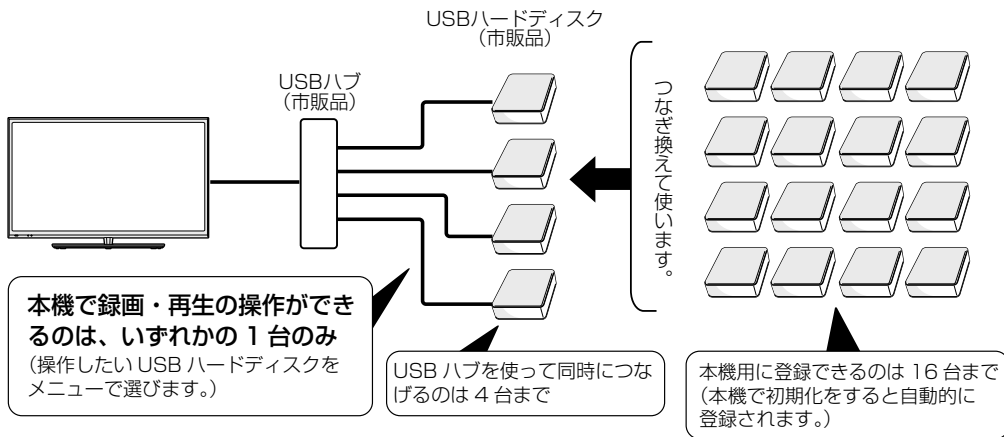 USBハードディスク
（市販品）
USBハブ
（市販品）
つなぎ換えて使います。
本機で録画・再生の操作ができ
るのは、いずれかの 1 台のみ
（操作したい USB ハードディスクを
メニューで選びます。）
USB ハブを使って同時につな
げるのは 4 台まで
本機用に登録できるのは 16 台まで
（本機で初期化をすると自動的に
登録されます。）